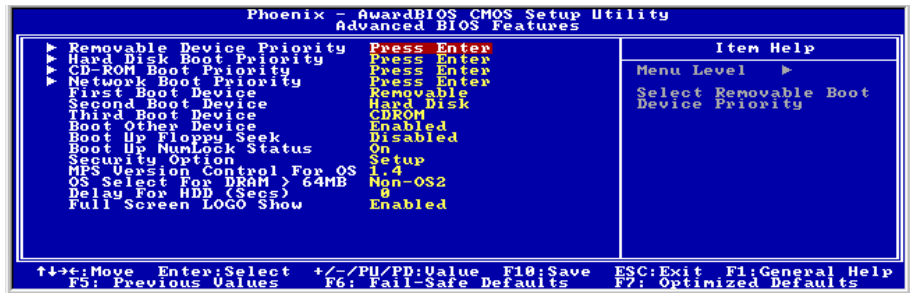 Phoenix - AwardBIOS CMOS Setup Utility
Advanced BIOS Features
▶ Removable Device Priority Press Enter
▶ Hard Disk Boot Priority Press Enter
▶ CD-ROM Boot Priority Press Enter
▶ Network Boot Priority Press Enter
First Boot Device Removable
Second Boot Device Hard Disk
Third Boot Device CDROM
Boot Other Device Enabled
Boot Up Floppy Seek Disabled
Boot Up NumLock Status On
Security Option Setup
MPS Version Control For OS 1.4
OS Select For DRAM > 64MB Non-OS2
Delay For HDD (Secs) 0
Full Screen LOGO Show Enabled
Item Help
Menu Level ▶
Select Removable Boot
Device Priority
↑↓→←:Move Enter:Select +/-/PU/PD:Value F10:Save ESC:Exit F1:General Help
F5: Previous Values F6: Fail-Safe Defaults F7: Optimized Defaults